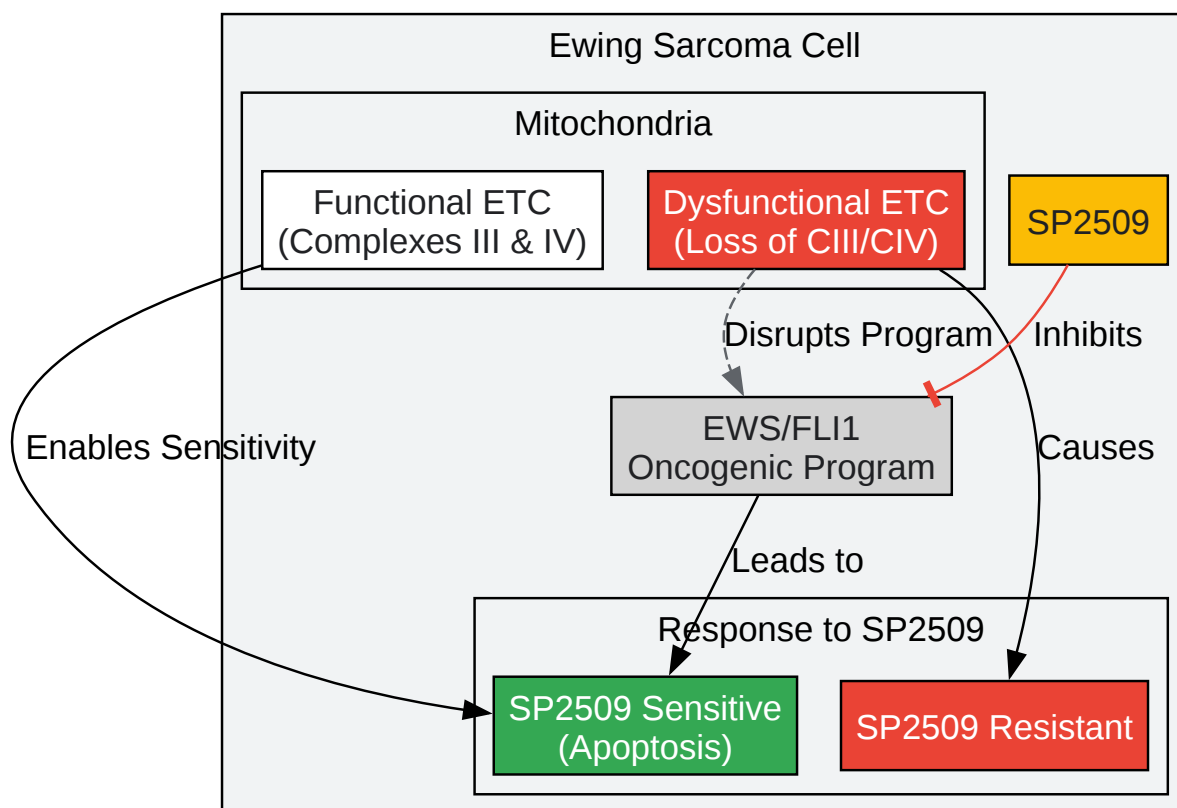 Ewing Sarcoma Cell
Mitochondria
Functional ETC
(Complexes III & IV)
Dysfunctional ETC
(Loss of CIII/CIV)
SP2509
Disrupts Program
Inhibits
EWS/FLI1
Oncogenic Program
Enables Sensitivity
Causes
Leads to
Response to SP2509
SP2509 Sensitive
(Apoptosis)
SP2509 Resistant